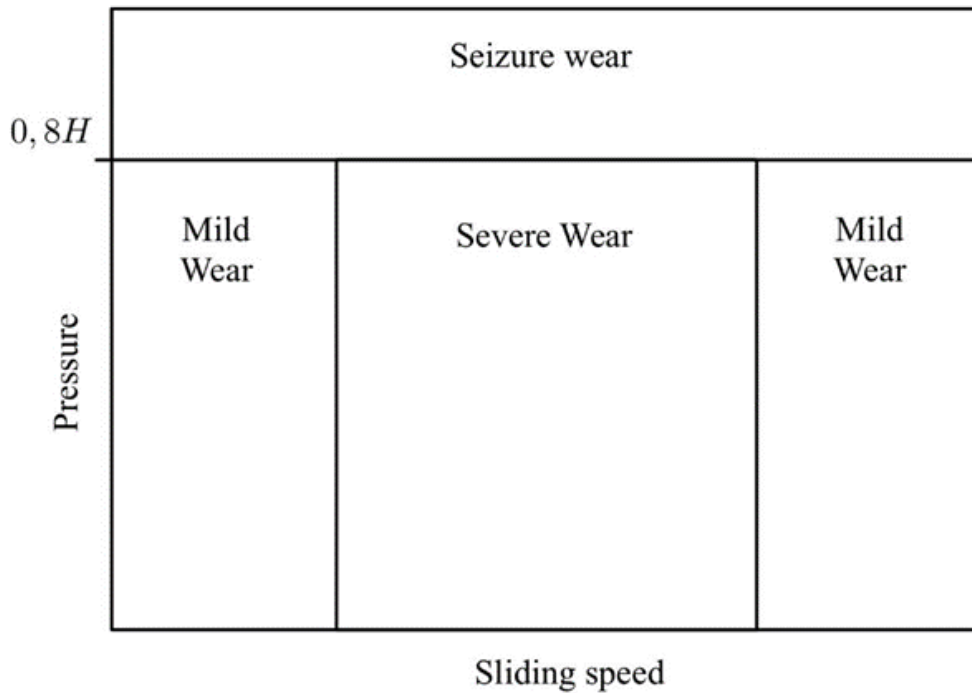 Seizure wear
0, 8H
Mild
Wear
Severe Wear
Mild
Wear
Pressure
Sliding speed